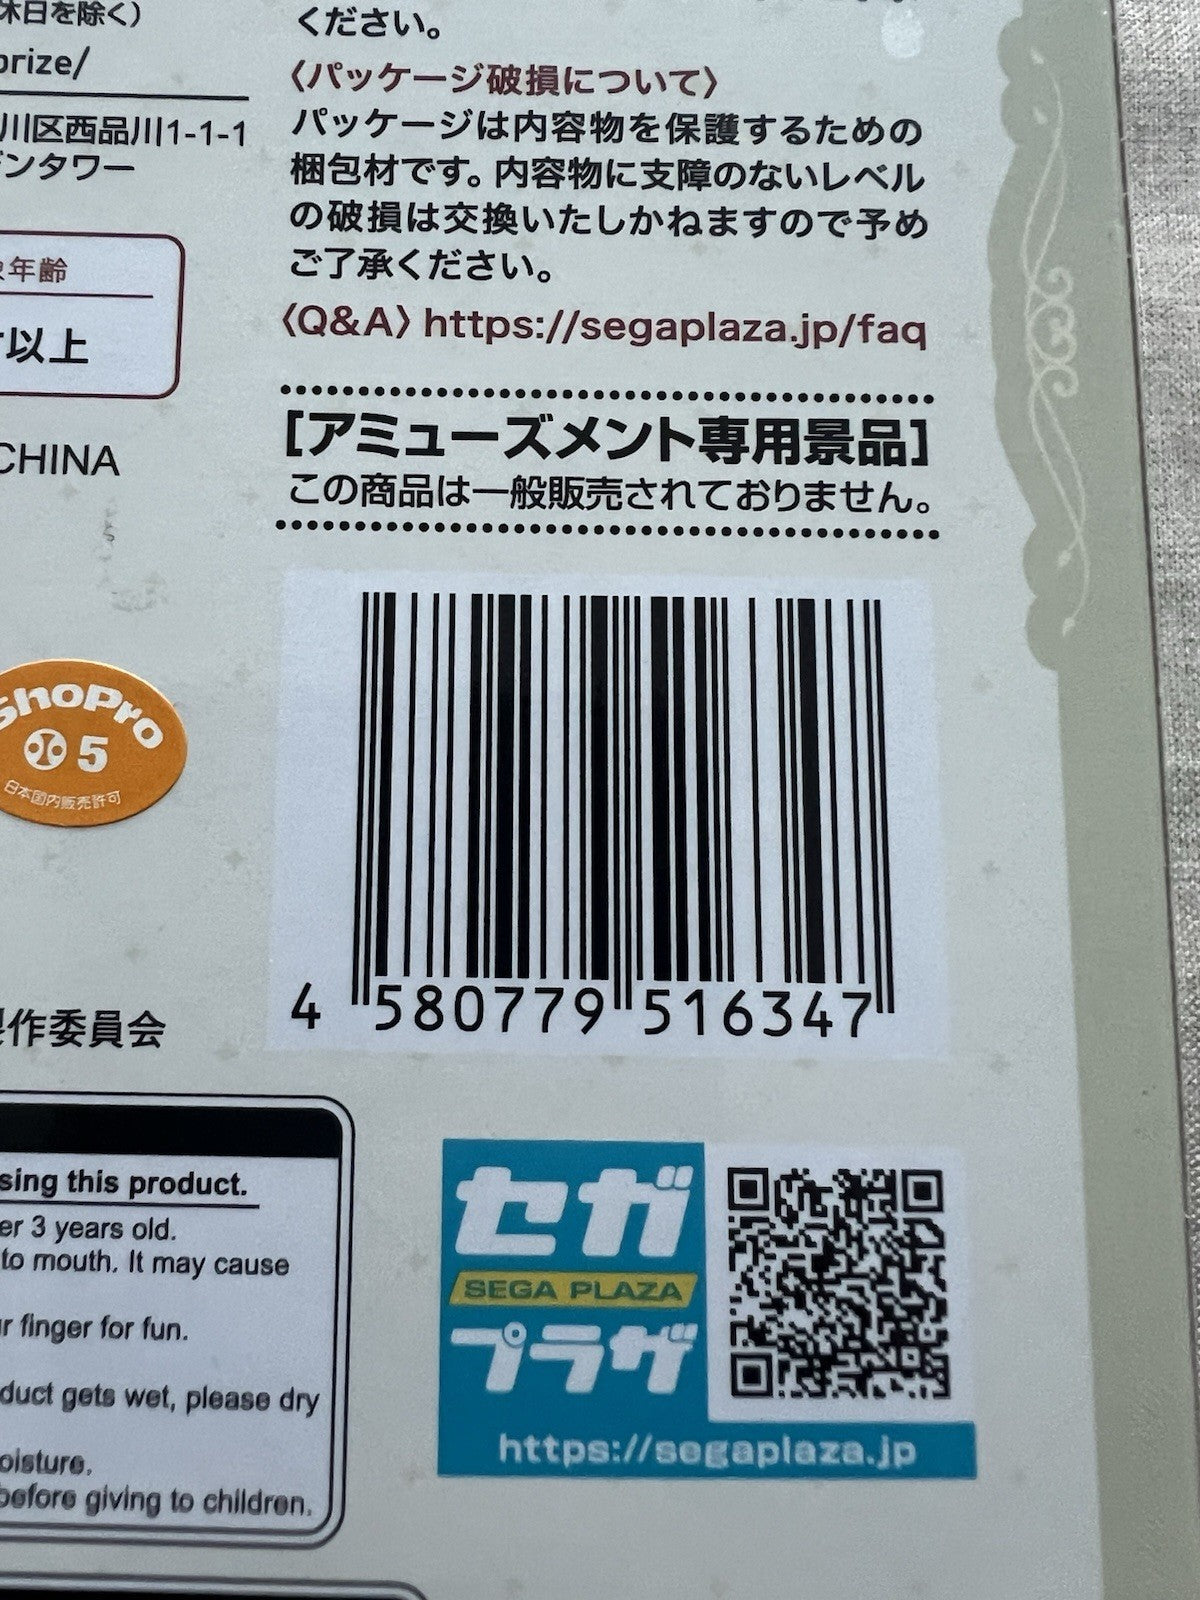 休日を除く）
prize/
川区西品川1-1-1
ンタワー
年齢
以上
CHINA
ShoPro
5
日本国内販売許可
製作委員会
sing this product.
er 3 years old.
to mouth. It may cause
r finger for fun.
duct gets wet, please dry
oisture.
before giving to children.
ください。
〈パッケージ破損について〉
パッケージは内容物を保護するための
梱包材です。内容物に支障のないレベル
の破損は交換いたしかねますので予め
ご了承ください。
〈Q&A〉https://segaplaza.jp/faq
[アミューズメント専用景品]
この商品は一般販売されておりません。
4 580779 516347
セガ
SEGA PLAZA
プラザ
https://segaplaza.jp